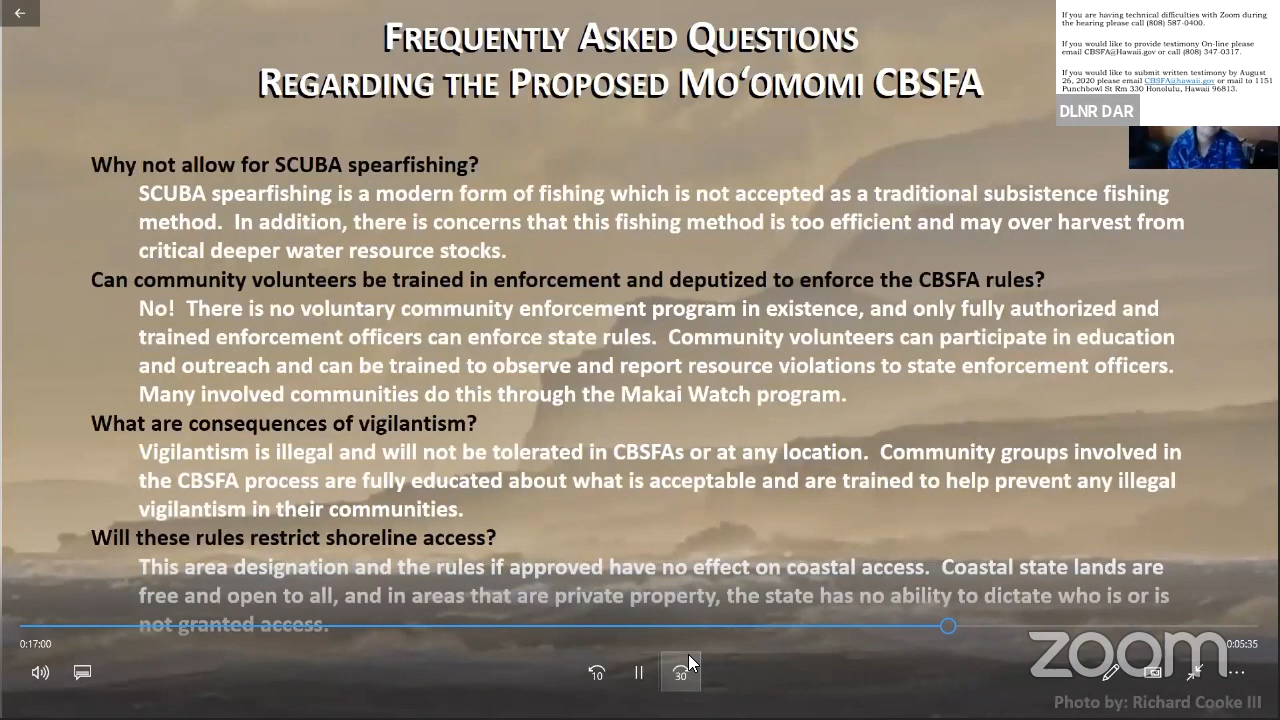 FREQUENTLY ASKED QUESTIONS
REGARDING THE PROPOSED MOʻOMOMI CBSFA
If you are having technical difficulties with Zoom during
the hearing please call (808) 587-0400.
If you would like to provide testimony On-line please
email CBSFA@Hawaii.gov or call (808) 347-0317.
If you would like to submit written testimony by August
26, 2020 please email CBSFA@hawaii.gov or mail to 1151
Punchbowl St Rm 330 Honolulu, Hawaii 96813.
DLNR DAR
Why not allow for SCUBA spearfishing?
SCUBA spearfishing is a modern form of fishing which is not accepted as a traditional subsistence fishing
method.  In addition, there is concerns that this fishing method is too efficient and may over harvest from
critical deeper water resource stocks.
Can community volunteers be trained in enforcement and deputized to enforce the CBSFA rules?
No!  There is no voluntary community enforcement program in existence, and only fully authorized and
trained enforcement officers can enforce state rules.  Community volunteers can participate in education
and outreach and can be trained to observe and report resource violations to state enforcement officers.
Many involved communities do this through the Makai Watch program.
What are consequences of vigilantism?
Vigilantism is illegal and will not be tolerated in CBSFAs or at any location.  Community groups involved in
the CBSFA process are fully educated about what is acceptable and are trained to help prevent any illegal
vigilantism in their communities.
Will these rules restrict shoreline access?
This area designation and the rules if approved have no effect on coastal access.  Coastal state lands are
free and open to all, and in areas that are private property, the state has no ability to dictate who is or is
not granted access.
0:17:00
0:05:35
10
30
zoom
Photo by: Richard Cooke III